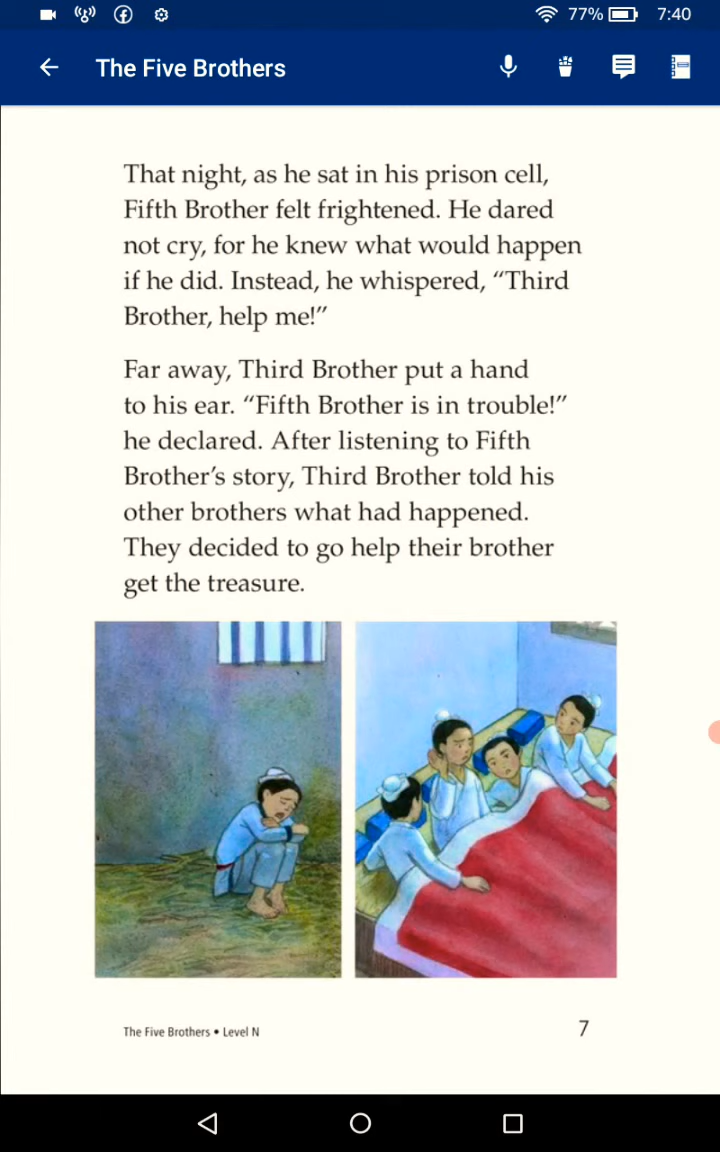 77% 7:40
The Five Brothers
That night, as he sat in his prison cell,
Fifth Brother felt frightened. He dared
not cry, for he knew what would happen
if he did. Instead, he whispered, “Third
Brother, help me!”
Far away, Third Brother put a hand
to his ear. “Fifth Brother is in trouble!”
he declared. After listening to Fifth
Brother’s story, Third Brother told his
other brothers what had happened.
They decided to go help their brother
get the treasure.
The Five Brothers • Level N 7